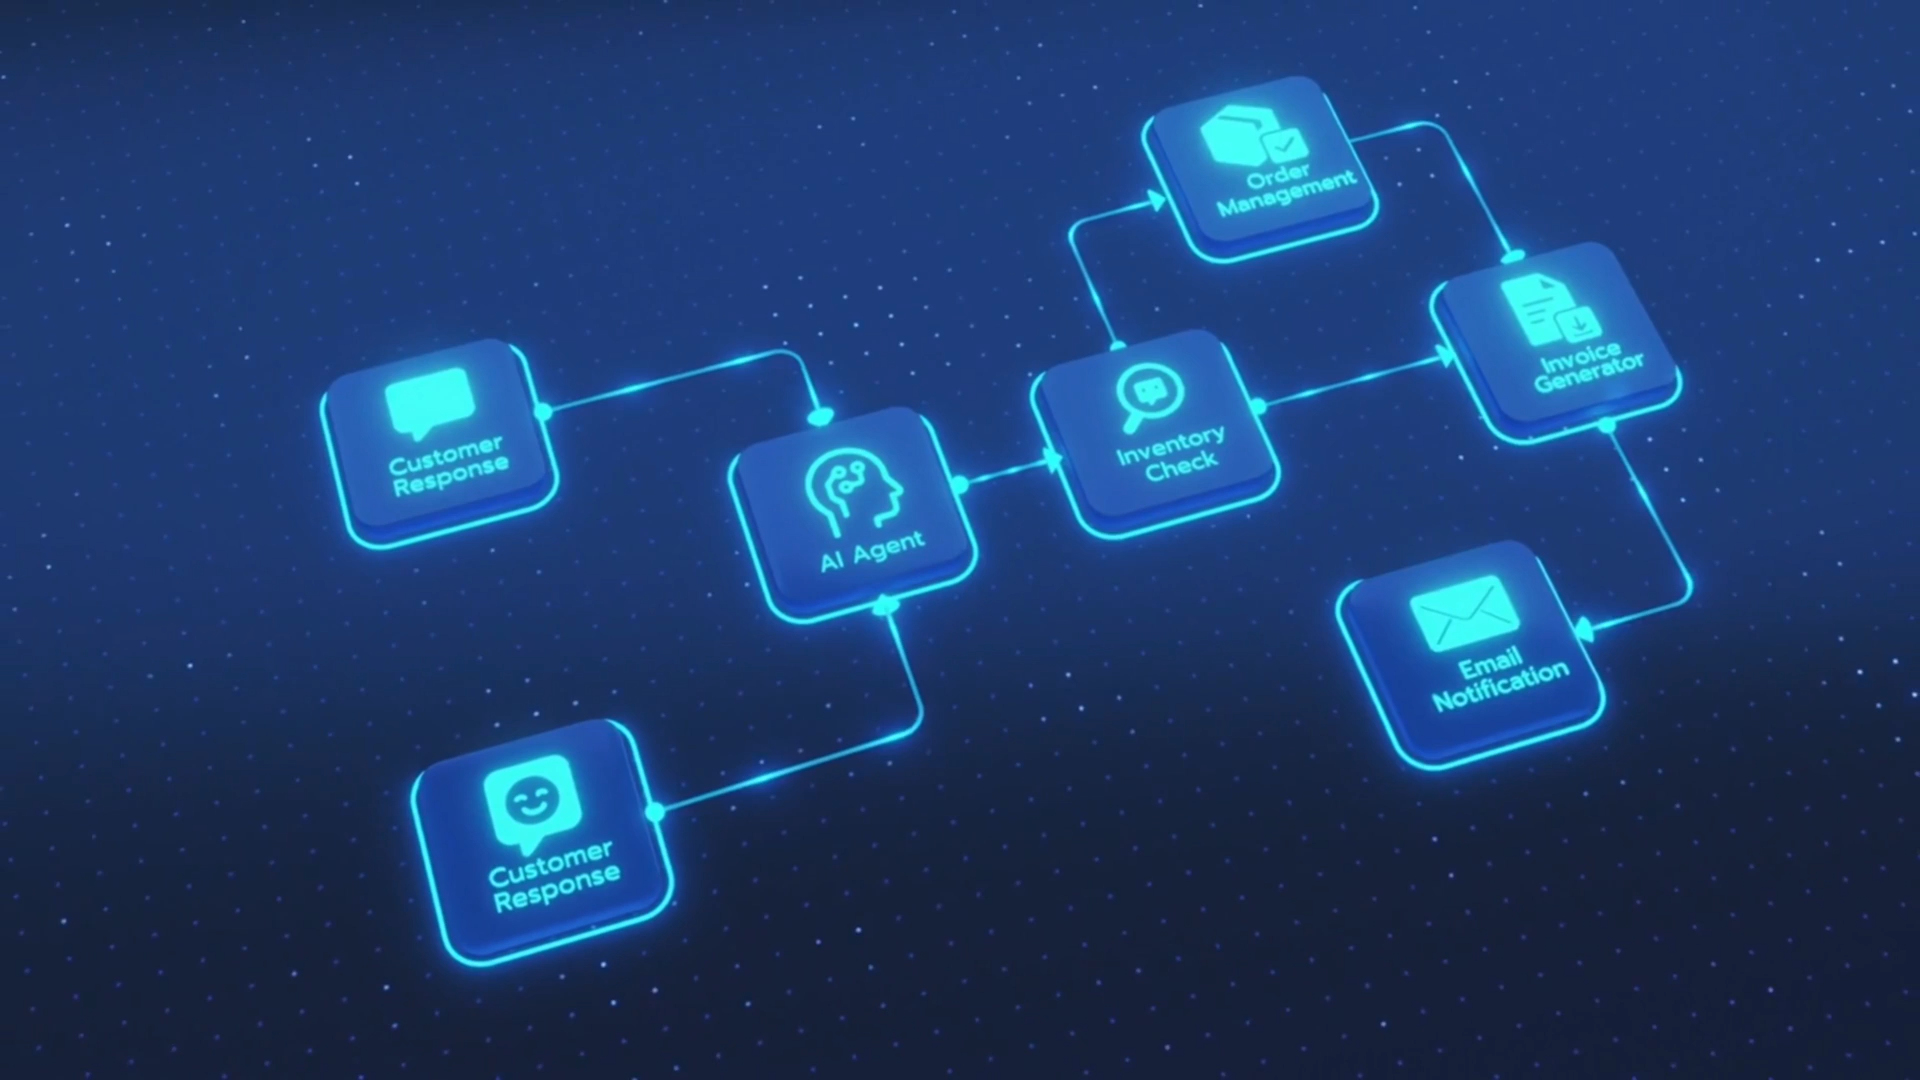 Order
Management
Invoice
Generator
Customer
Response
Inventory
Check
AI Agent
Email
Notification
Customer
Response